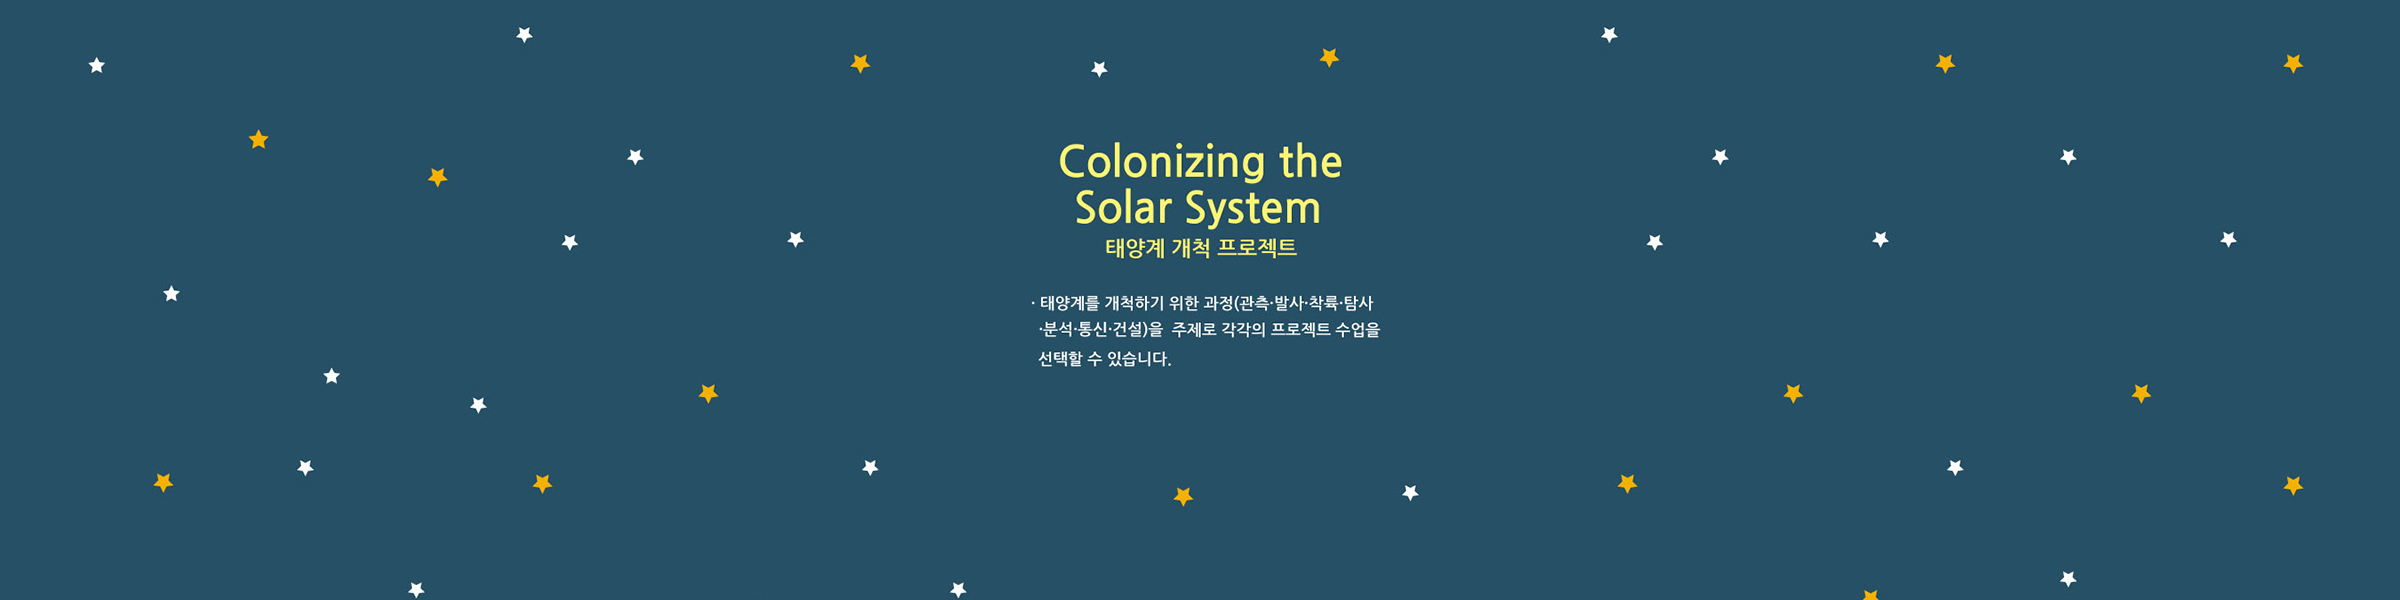 Colonizing the
Solar System
태양계 개척 프로젝트
· 태양계를 개척하기 위한 과정(관측·발사·착륙·탐사
·분석·통신·건설)을 주제로 각각의 프로젝트 수업을
선택할 수 있습니다.